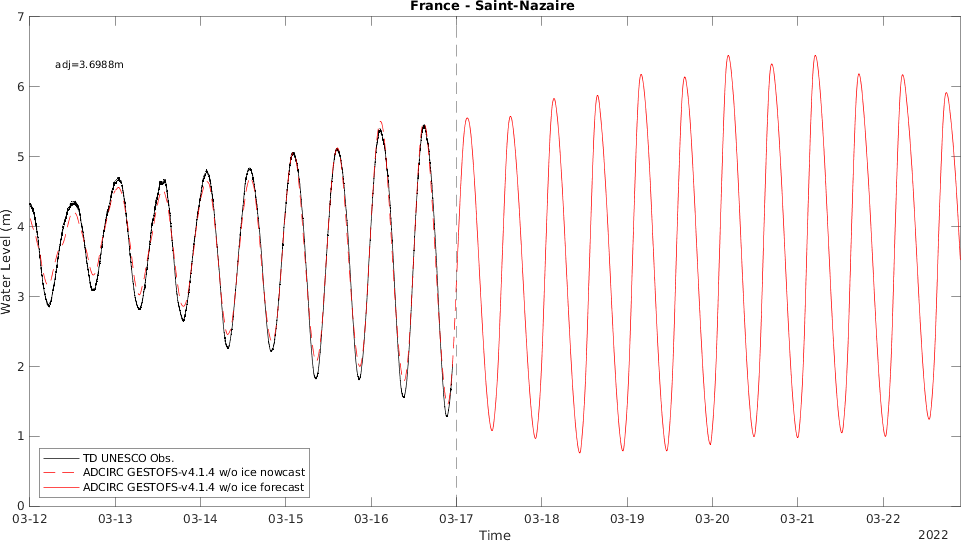 France - Saint-Nazaire
adj=3.6988m
7
6
5
4
3
2
1
0
Water Level (m)
TD UNESCO Obs.
ADCIRC GESTOFS-v4.1.4 w/o ice nowcast
ADCIRC GESTOFS-v4.1.4 w/o ice forecast
03-12 03-13 03-14 03-15 03-16 03-17 03-18 03-19 03-20 03-21 03-22
Time
2022